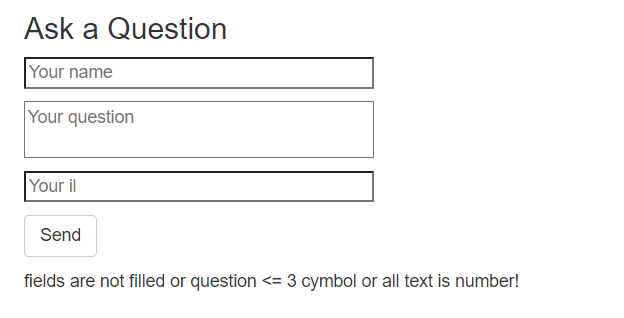 Ask a Question
Your name
Your question
Your il
Send
fields are not filled or question <= 3 cymbol or all text is number!